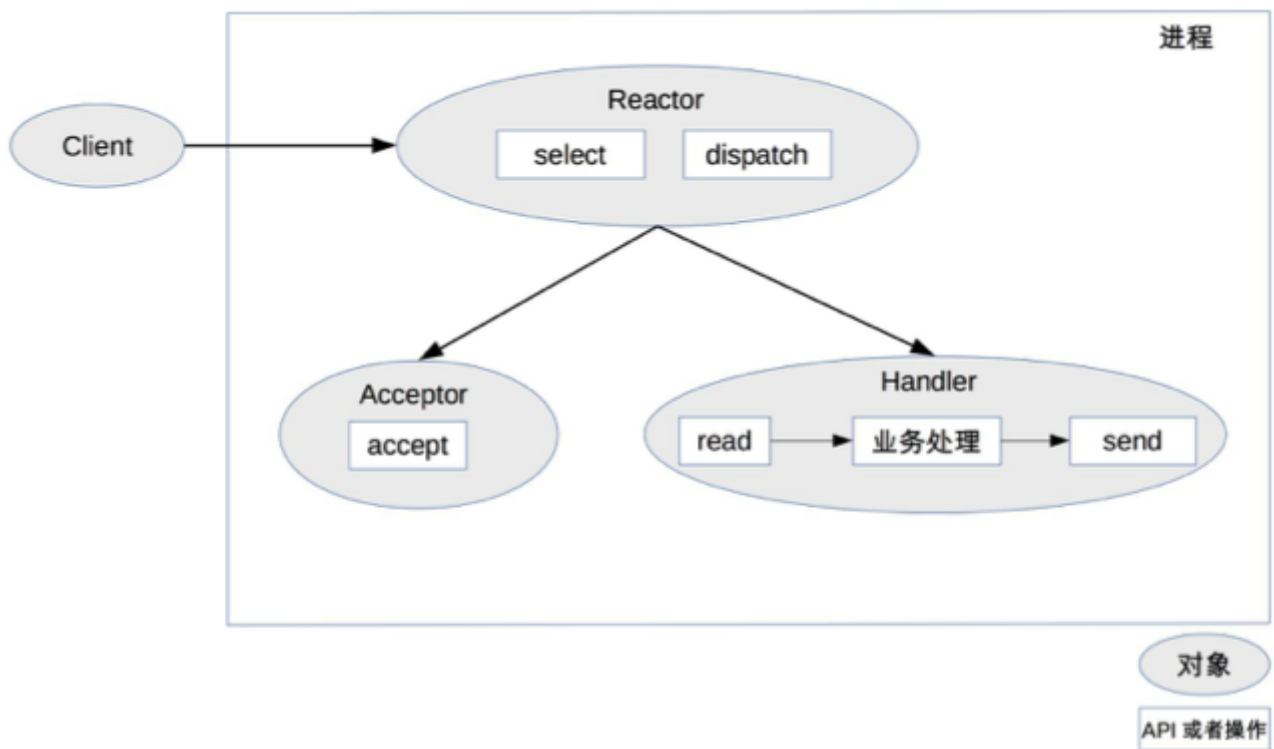 进程
Reactor
Client
select
dispatch
Acceptor
accept
Handler
read
业务处理
send
对象
API 或者操作